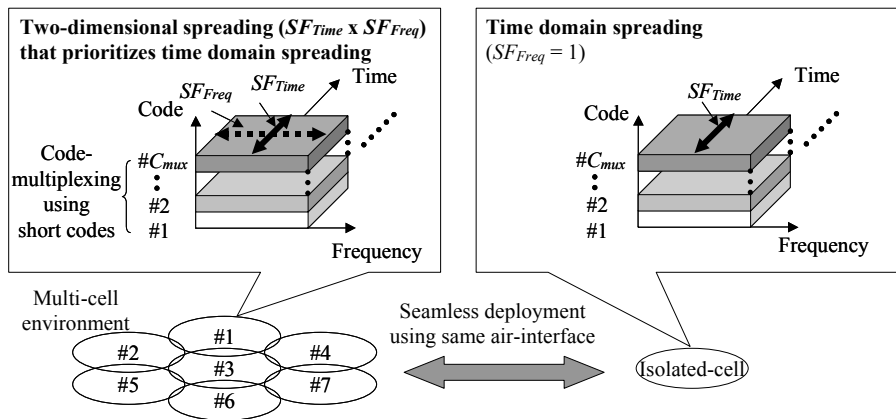 Two-dimensional spreading (SFTime x SFFreq)
that prioritizes time domain spreading
SFFreq
SFTime
Time
Code
Code-
multiplexing
using
short codes
#Cmux
#2
#1
Frequency
Time domain spreading
(SFFreq = 1)
Time
SFTime
Code
#Cmux
#2
#1
Frequency
Multi-cell
environment
#1
#2
#4
#3
#5
#7
#6
Seamless deployment
using same air-interface
Isolated-cell